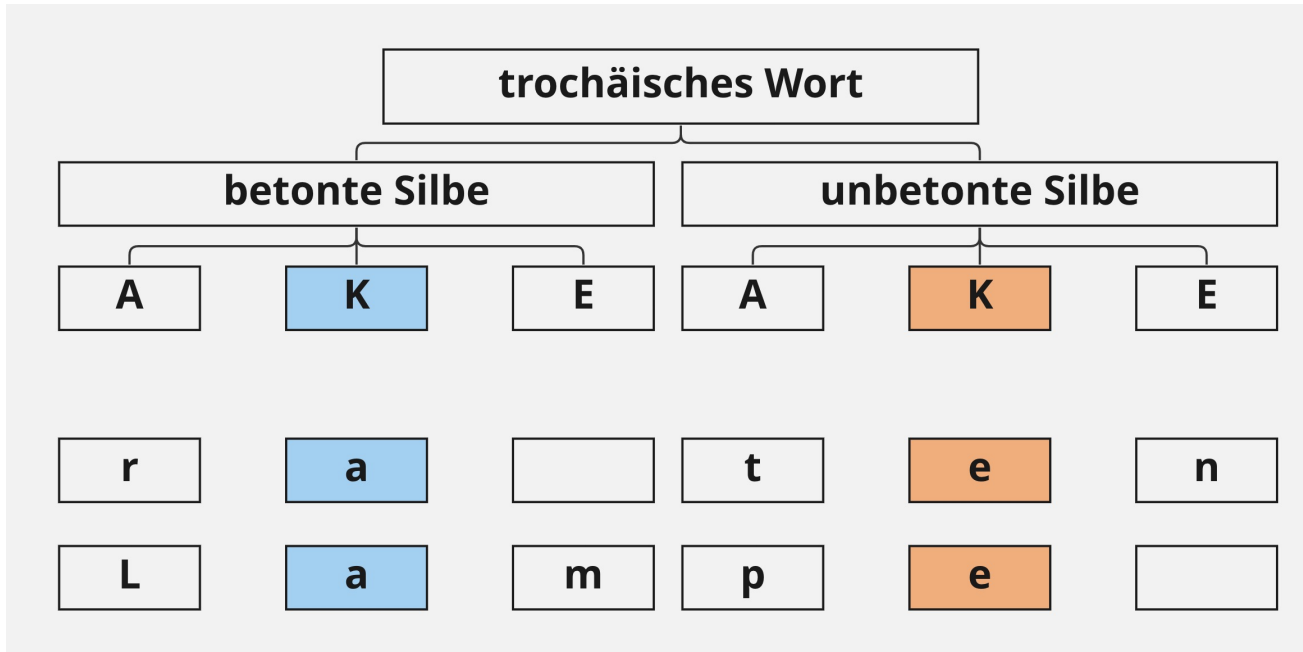 trochäisches Wort
betonte Silbe unbetonte Silbe
A K E A K E
r a t e n
L a m p e